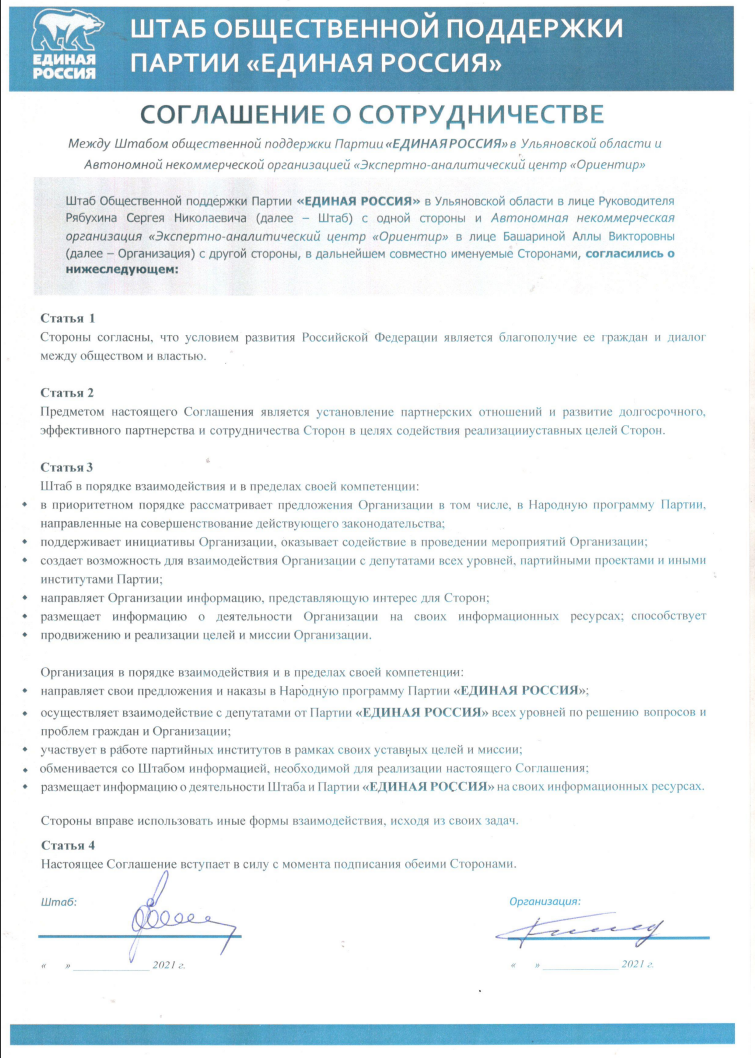 ЕДИНАЯ
РОССИЯ
ШТАБ ОБЩЕСТВЕННОЙ ПОДДЕРЖКИ
ПАРТИИ «ЕДИНАЯ РОССИЯ»
СОГЛАШЕНИЕ О СОТРУДНИЧЕСТВЕ
Между Штабом общественной поддержки Партии «ЕДИНАЯ РОССИЯ» в Ульяновской области и
Автономной некоммерческой организацией «Экспертно-аналитический центр «Ориентир»
Штаб Общественной поддержки Партии «ЕДИНАЯ РОССИЯ» в Ульяновской области в лице Руководителя
Рябухина Сергея Николаевича (далее – Штаб) с одной стороны и Автономная некоммерческая
организация «Экспертно-аналитический центр «Ориентир» в лице Башариной Аллы Викторовны
(далее – Организация) с другой стороны, в дальнейшем совместно именуемые Сторонами, согласились о
нижеследующем:
Статья 1
Стороны согласны, что условием развития Российской Федерации является благополучие ее граждан и диалог
между обществом и властью.
Статья 2
Предметом настоящего Соглашения является установление партнерских отношений и развитие долгосрочного,
эффективного партнерства и сотрудничества Сторон в целях содействия реализацииуставных целей Сторон.
Статья 3
Штаб в порядке взаимодействия и в пределах своей компетенции:
• в приоритетном порядке рассматривает предложения Организации в том числе, в Народную программу Партии,
направленные на совершенствование действующего законодательства;
• поддерживает инициативы Организации, оказывает содействие в проведении мероприятий Организации;
• создает возможность для взаимодействия Организации с депутатами всех уровней, партийными проектами и иными
институтами Партии;
• направляет Организации информацию, представляющую интерес для Сторон;
• размещает информацию о деятельности Организации на своих информационных ресурсах; способствует
• продвижению и реализации целей и миссии Организации.
Организация в порядке взаимодействия и в пределах своей компетенции:
• направляет свои предложения и наказы в Народную программу Партии «ЕДИНАЯ РОССИЯ»;
• осуществляет взаимодействие с депутатами от Партии «ЕДИНАЯ РОССИЯ» всех уровней по решению вопросов и
проблем граждан и Организации;
• участвует в работе партийных институтов в рамках своих уставных целей и миссии;
• обменивается со Штабом информацией, необходимой для реализации настоящего Соглашения;
• размещает информацию о деятельности Штаба и Партии «ЕДИНАЯ РОССИЯ» на своих информационных ресурсах.
Стороны вправе использовать иные формы взаимодействия, исходя из своих задач.
Статья 4
Настоящее Соглашение вступает в силу с момента подписания обеими Сторонами.
Штаб: Организация:
« » ______________ 2021 г. « » ______________ 2021 г.